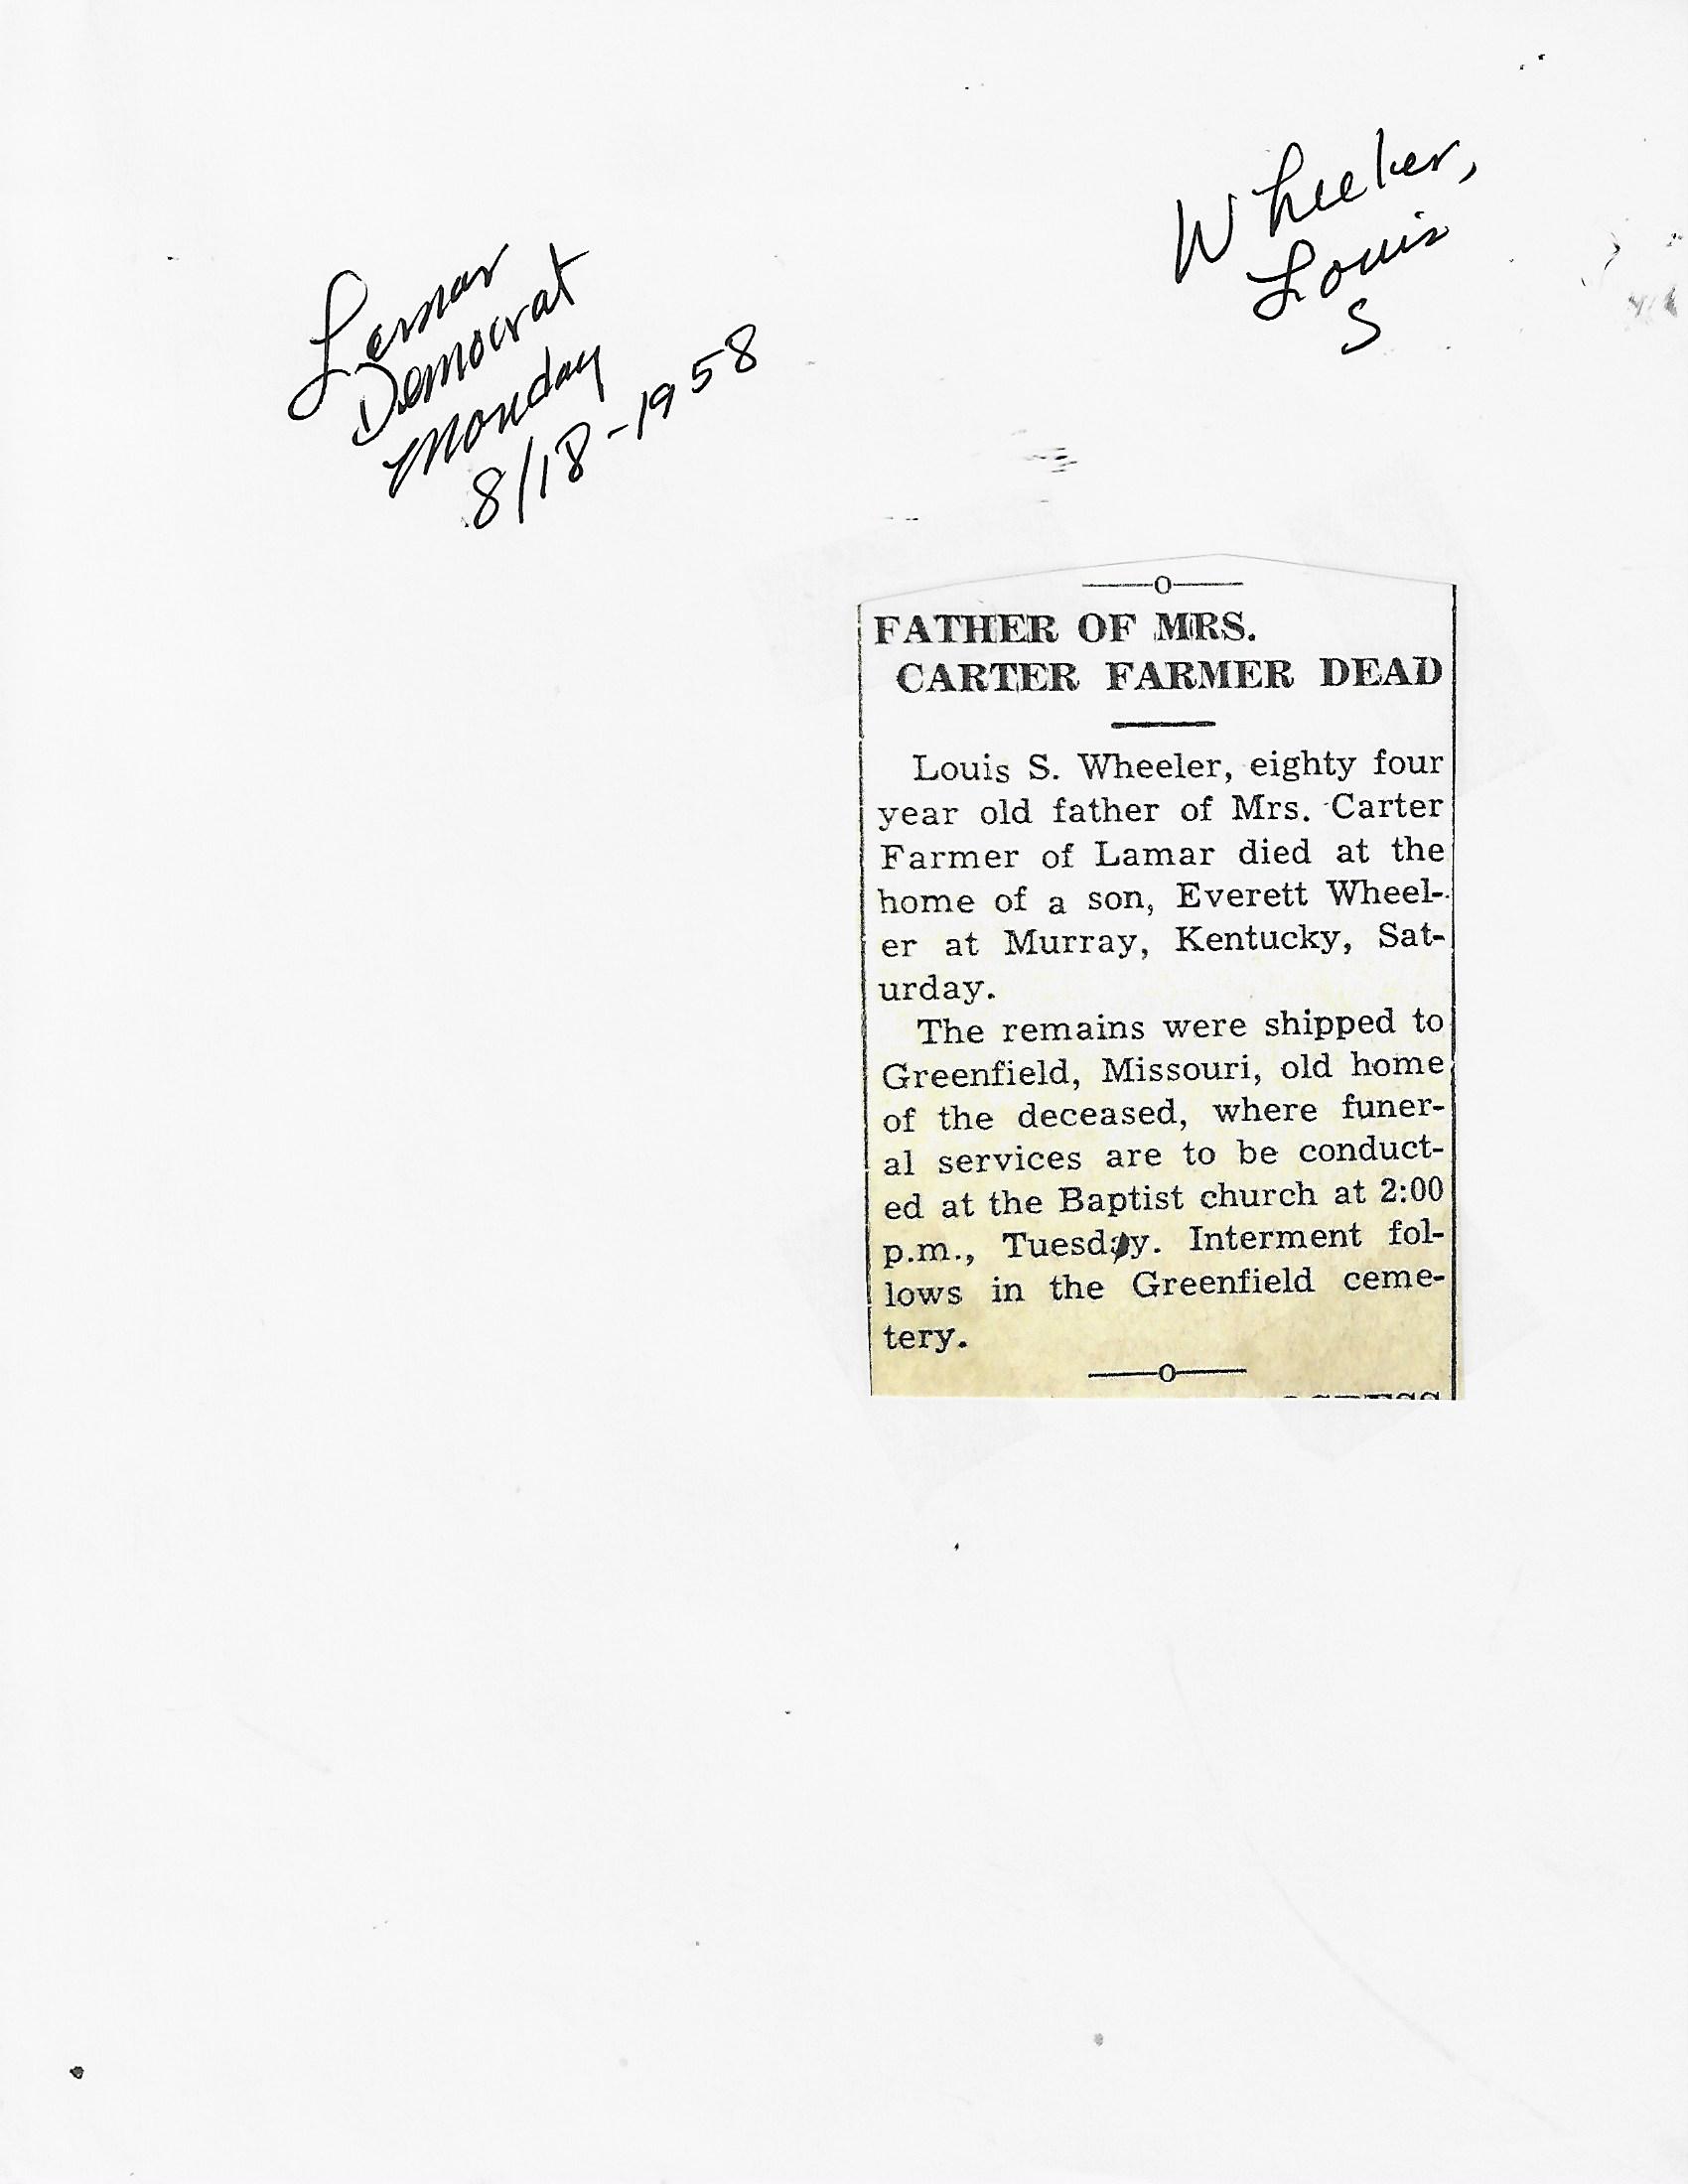 Wheeler,
Louis
S
Lamar
Democrat
Monday
8/18-1958
FATHER OF MRS.
CARTER FARMER DEAD
Louis S. Wheeler, eighty four
year old father of Mrs. Carter
Farmer of Lamar died at the
home of a son, Everett Wheel-
er at Murray, Kentucky, Sat-
urday.
The remains were shipped to
Greenfield, Missouri, old home
of the deceased, where funer-
al services are to be conduct-
ed at the Baptist church at 2:00
p.m., Tuesday. Interment fol-
lows in the Greenfield ceme-
tery.